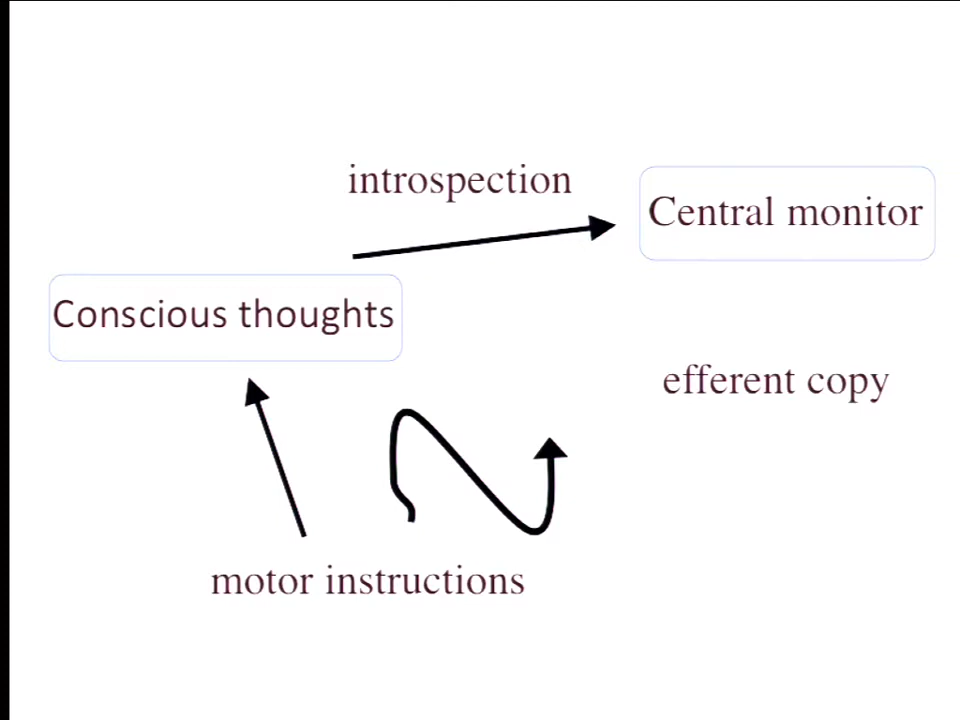 introspection
Central monitor
Conscious thoughts
efferent copy
motor instructions